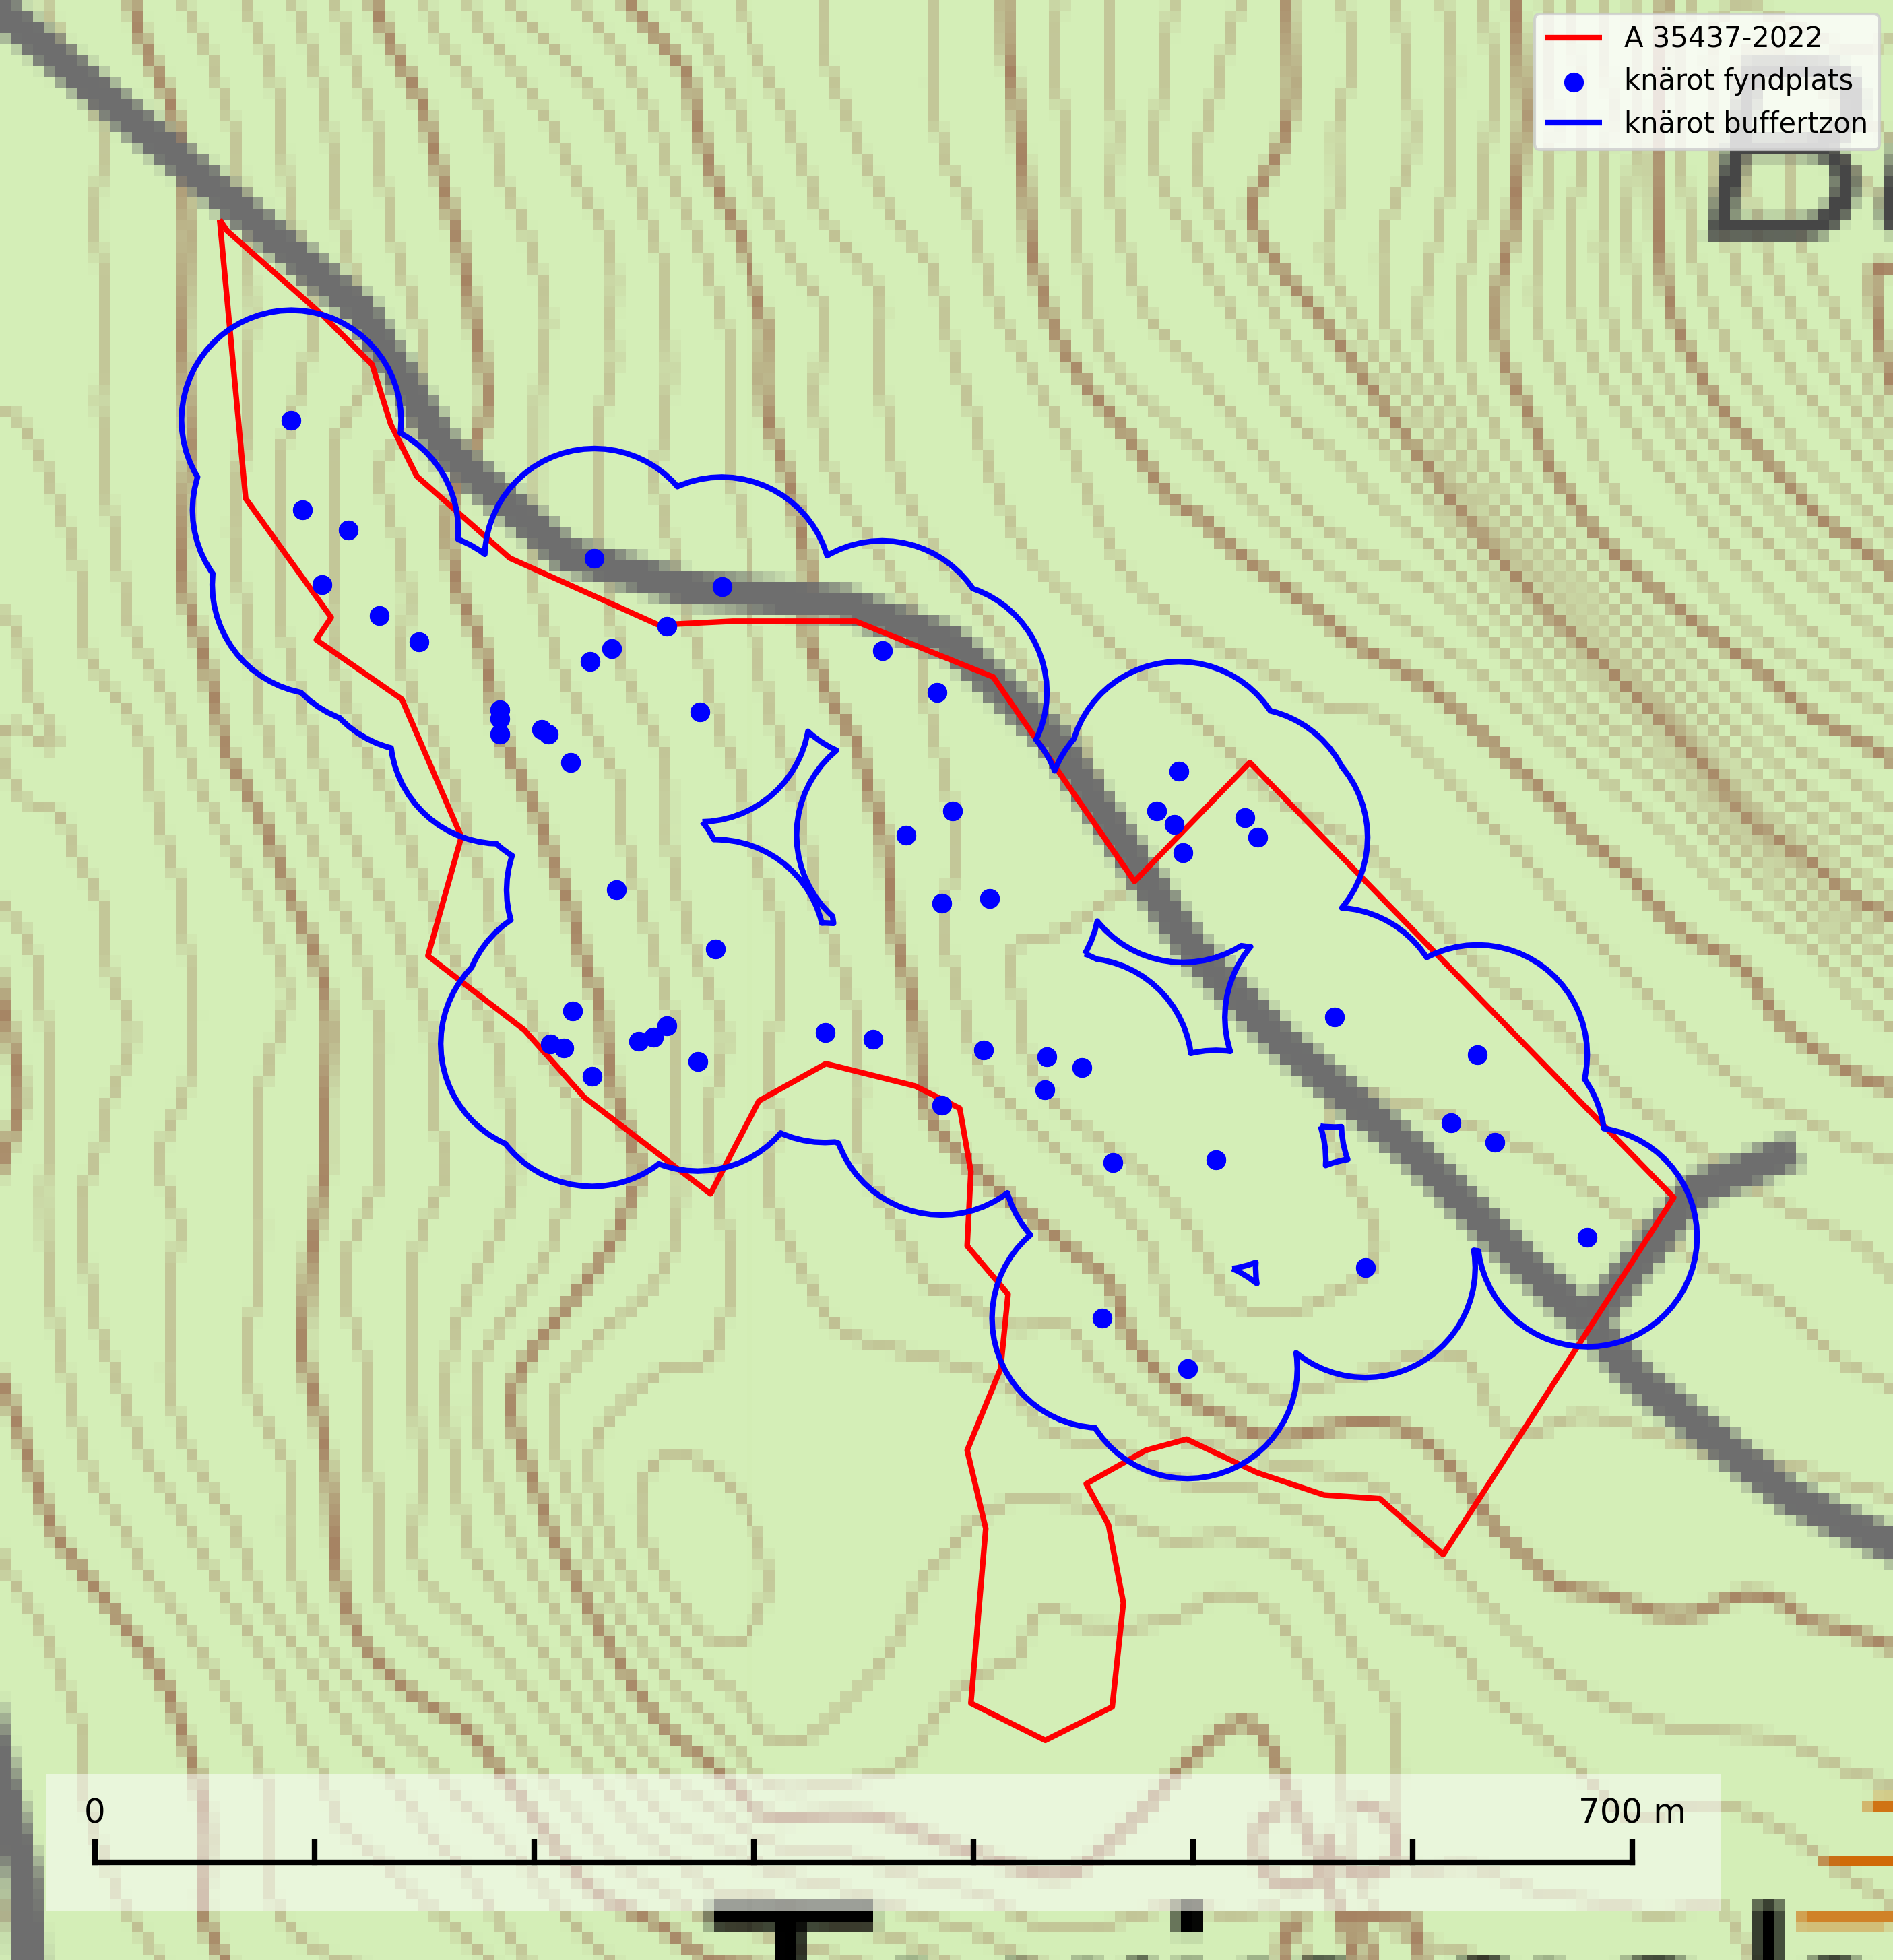 A 35437-2022
knärot fyndplats
knärot buffertzon
0
700 m